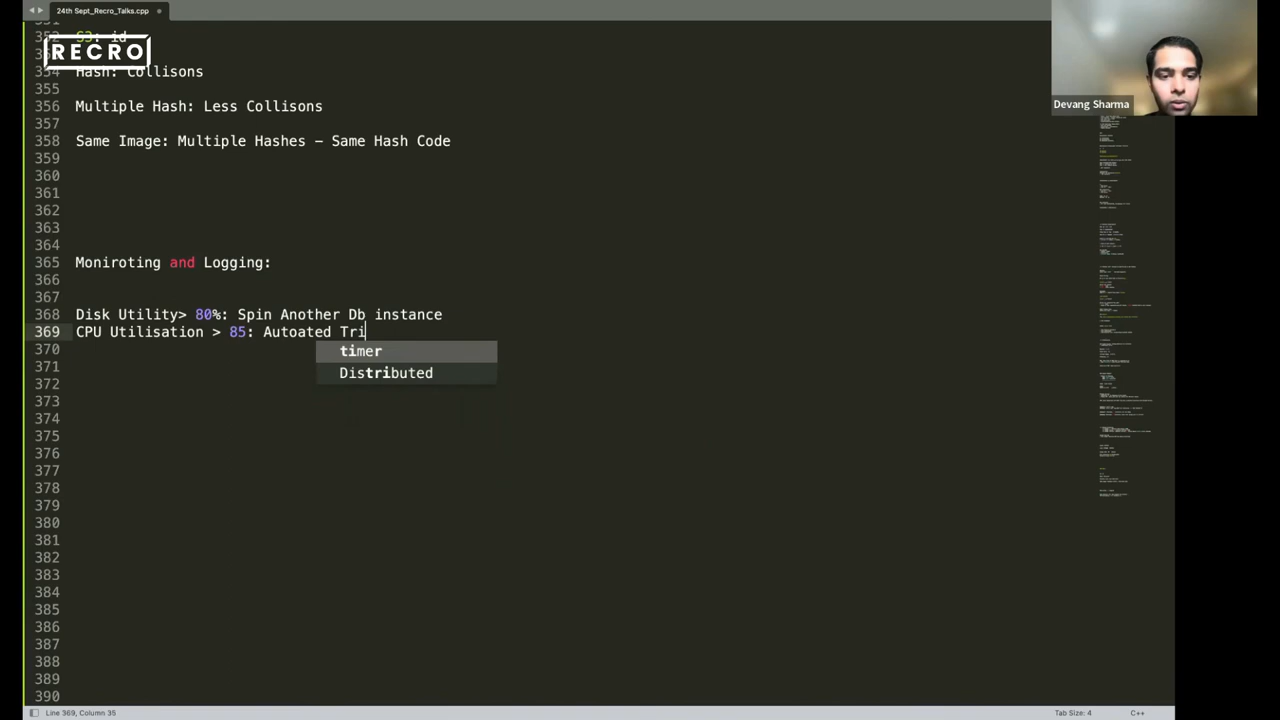 24th Sept_Recro_Talks.cpp
352 S3: id
RECRO
354 Hash: Collisons
355
356 Multiple Hash: Less Collisons
357
358 Same Image: Multiple Hashes – Same Hash Code
359
360
361
362
363
364
365 Moniroting and Logging:
366
367
368 Disk Utility> 80%: Spin Another Db instance
369 CPU Utilisation > 85: Autoated Tri
370
timer
371
Distributed
372
373
374
375
376
377
378
379
380
381
382
383
384
385
386
387
388
389
390
Devang Sharma
Line 369, Column 35
Tab Size: 4
C++